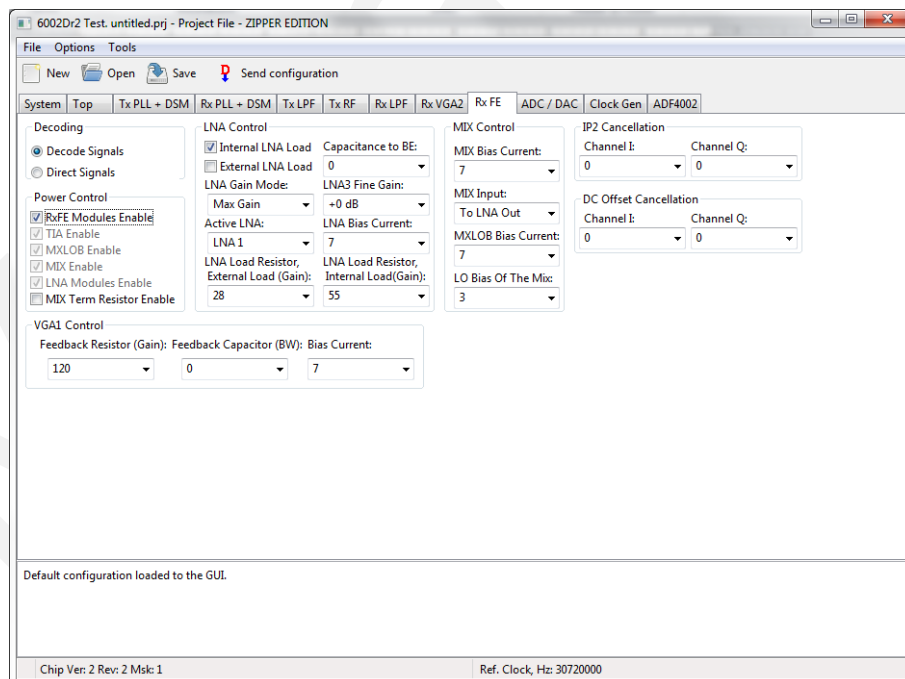 6002Dr2 Test. untitled.prj - Project File - ZIPPER EDITION
File Options Tools
New Open Save Send configuration
System Top Tx PLL + DSM Rx PLL + DSM Tx LPF Tx RF Rx LPF Rx VGA2 Rx FE ADC / DAC Clock Gen ADF4002
Decoding
Decode Signals
Direct Signals
Power Control
RxFE Modules Enable
TIA Enable
MXLOB Enable
MIX Enable
LNA Modules Enable
MIX Term Resistor Enable
LNA Control
Internal LNA Load Capacitance to BE:
External LNA Load 0
LNA Gain Mode: LNA3 Fine Gain:
Max Gain +0 dB
Active LNA: LNA Bias Current:
LNA 1 7
LNA Load Resistor, LNA Load Resistor,
External Load (Gain): Internal Load(Gain):
28 55
MIX Control
MIX Bias Current:
7
MIX Input:
To LNA Out
MXLOB Bias Current:
7
LO Bias Of The Mix:
3
IP2 Cancellation
Channel I: Channel Q:
0 0
DC Offset Cancellation
Channel I: Channel Q:
0 0
VGA1 Control
Feedback Resistor (Gain): Feedback Capacitor (BW): Bias Current:
120 0 7
Default configuration loaded to the GUI.
Chip Ver: 2 Rev: 2 Msk: 1 Ref. Clock, Hz: 30720000